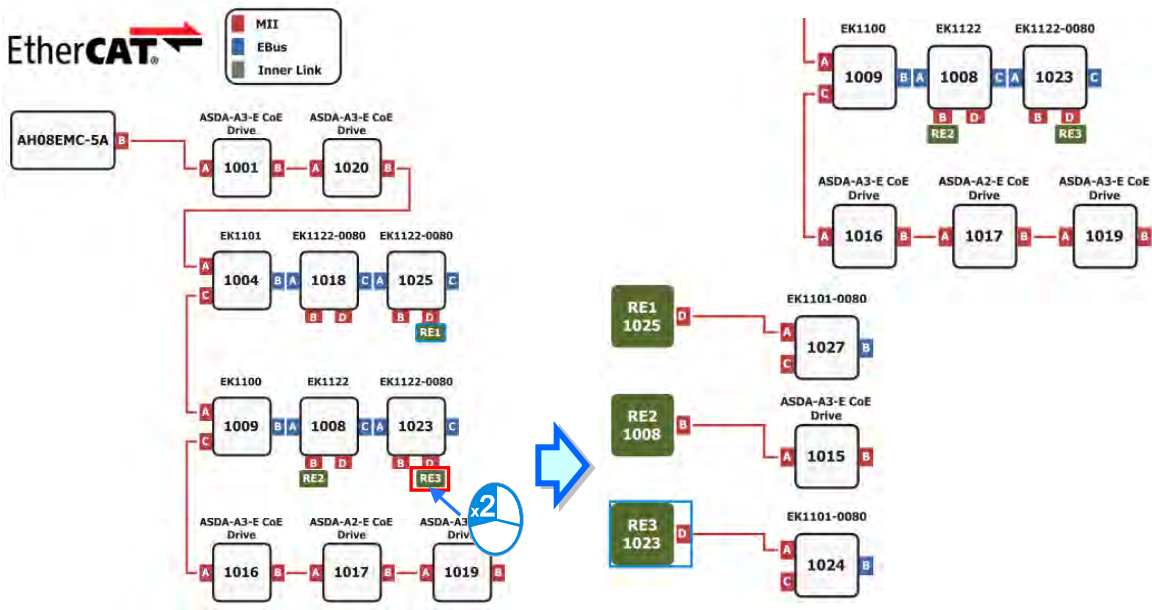 EtherCAT®
MII
EBus
Inner Link
AH08EMC-5A
B
ASDA-A3-E CoE
Drive
ASDA-A3-E CoE
Drive
A 1001 B
A 1020 B
EK1101
EK1122-0080
EK1122-0080
A
C
1004 B
A 1018 C
A 1025 C
B D
B D
RE1
EK1100
EK1122
EK1122-0080
A
C
1009 B
A 1008 C
A 1023 C
B D
B D
RE2
RE3
x2
ASDA-A3-E CoE
Drive
ASDA-A2-E CoE
Drive
ASDA-A3
Driv
A 1016 B
A 1017 B
A 1019 B
EK1100
EK1122
EK1122-0080
A
C
1009 B
A 1008 C
A 1023 C
B D
B D
RE2
RE3
ASDA-A3-E CoE
Drive
ASDA-A2-E CoE
Drive
ASDA-A3-E CoE
Drive
A 1016 B
A 1017 B
A 1019 B
RE1
1025
D
EK1101-0080
A
C
1027 B
RE2
1008
B
ASDA-A3-E CoE
Drive
A 1015 B
RE3
1023
D
EK1101-0080
A
C
1024 B